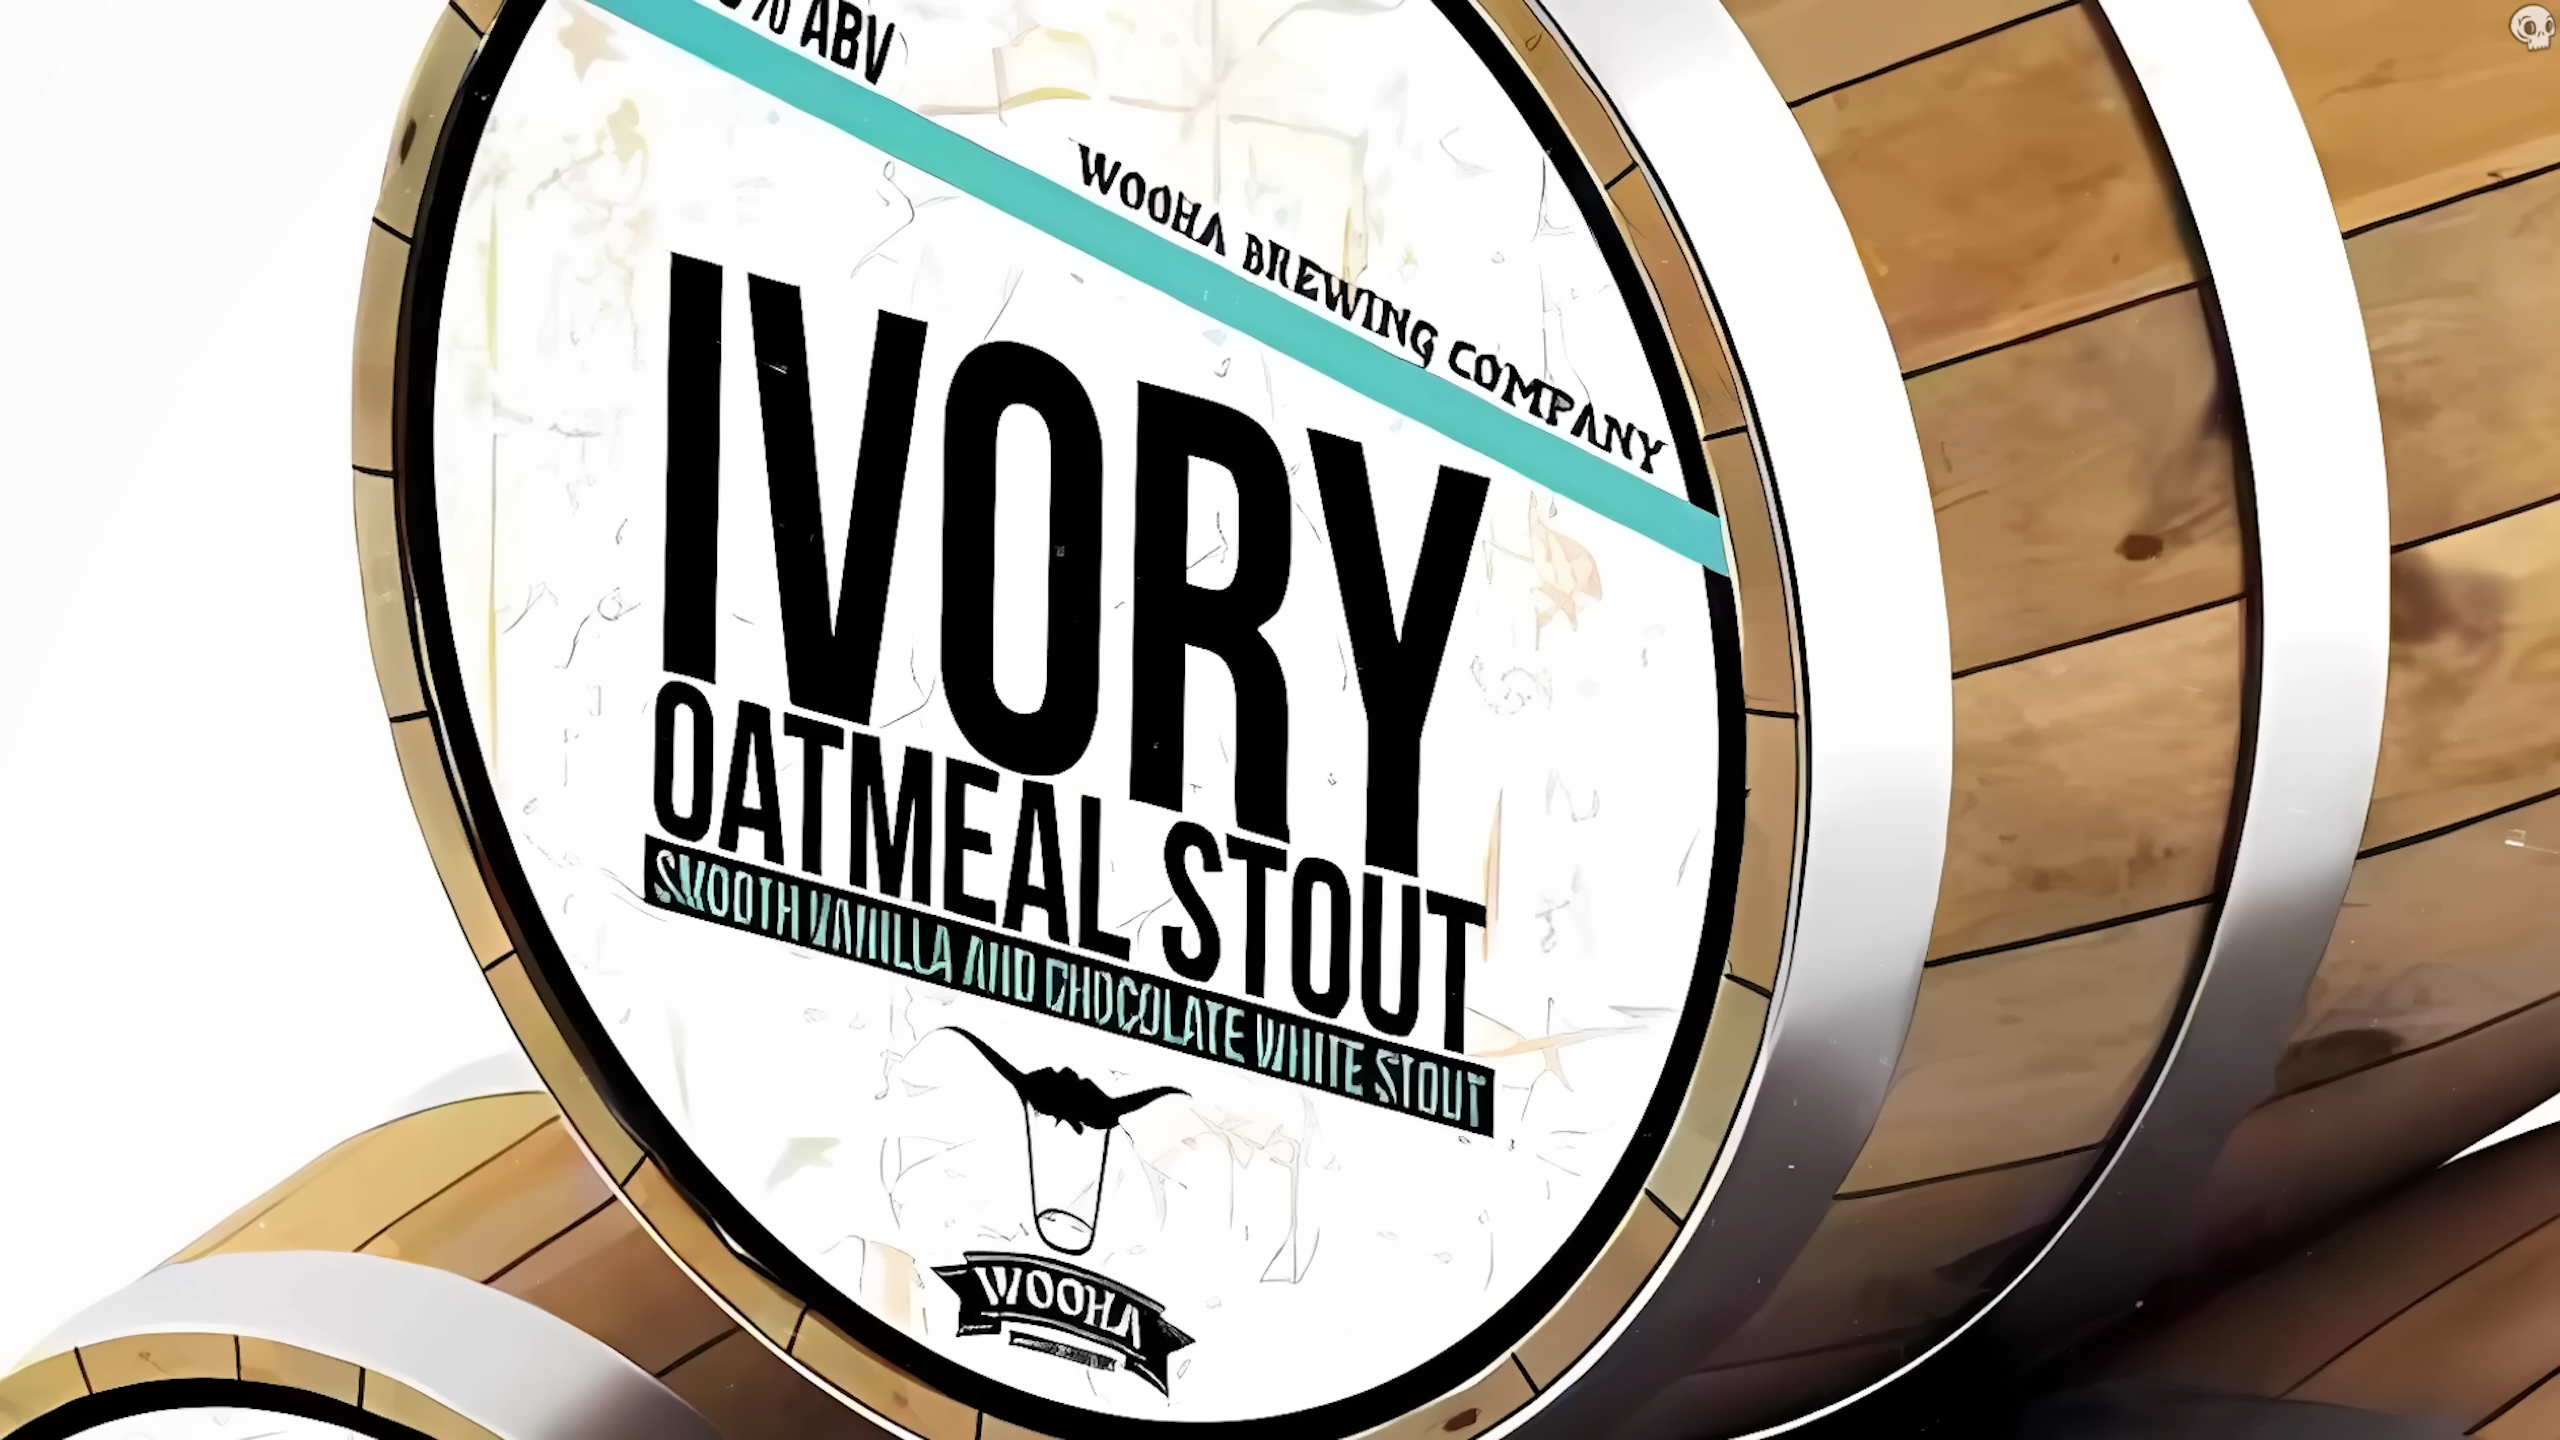 % ABV
WOOHA BREWING COMPANY
IVORY
OATMEAL STOUT
SMOOTH VANILLA AND CHOCOLATE WHITE STOUT
WOOHA